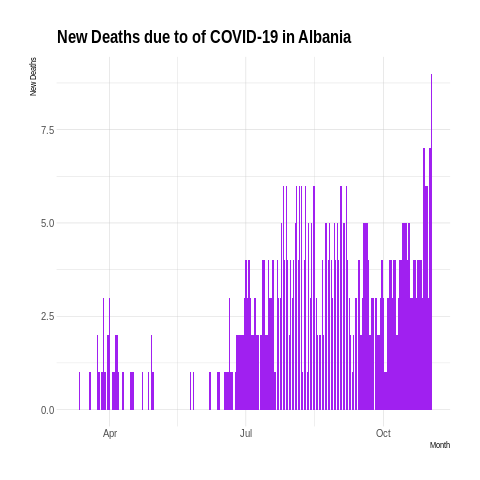 New Deaths due to of COVID-19 in Albania
New Deaths
7.5
5.0
2.5
0.0
Apr Jul Oct
Month